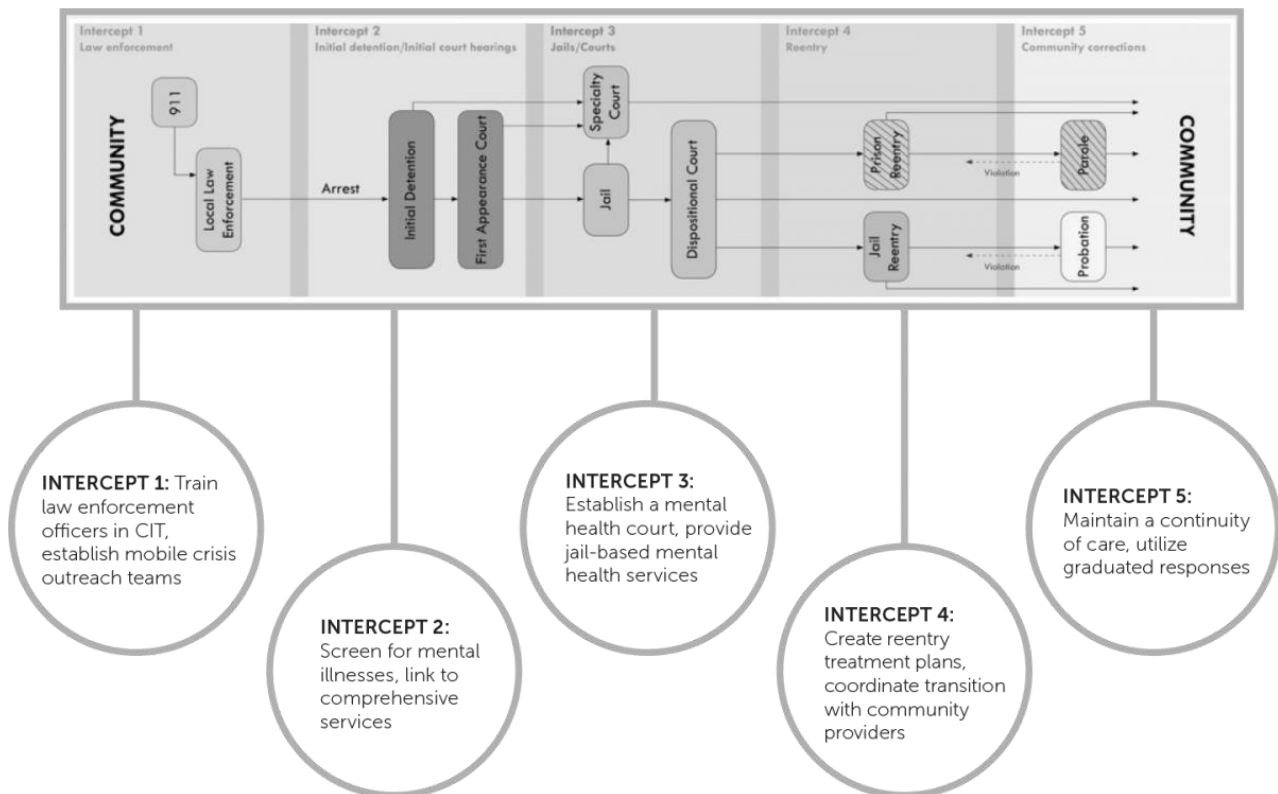 Intercept 1
Law enforcement
Intercept 2
Initial detention/Initial court hearings
Intercept 3
Jails/Courts
Intercept 4
Reentry
Intercept 5
Community corrections
COMMUNITY
911
Local Law
Enforcement
Arrest
Initial Detention
First Appearance Court
Specialty
Court
Jail
Dispositional Court
Prison
Reentry
Jail
Reentry
Violation
Parole
Violation
Probation
COMMUNITY
INTERCEPT 1: Train
law enforcement
officers in CIT,
establish mobile crisis
outreach teams
INTERCEPT 2:
Screen for mental
illnesses, link to
comprehensive
services
INTERCEPT 3:
Establish a mental
health court, provide
jail-based mental
health services
INTERCEPT 4:
Create reentry
treatment plans,
coordinate transition
with community
providers
INTERCEPT 5:
Maintain a continuity
of care, utilize
graduated responses